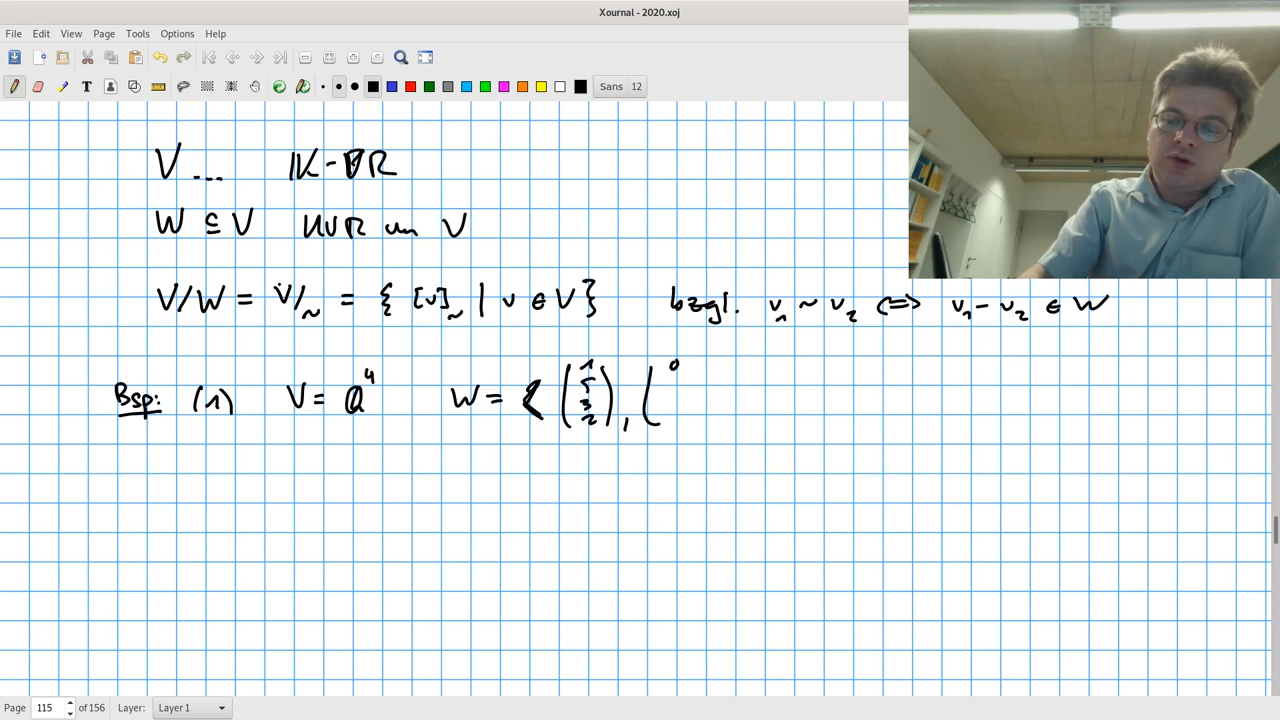 Xournal - 2020.xoj
File Edit View Page Tools Options Help
Sans 12
V ... K-VR
W ⊆ V UVR von V
V/W = V/~ = { [v]~ | v ∈ V } bzgl. v₁ ~ v₂ ⇔ v₁ - v₂ ∈ W
Bsp: (1) V = Q⁴ W = < (1 5 3 2), ( 0
Page 115 of 156 Layer: Layer 1